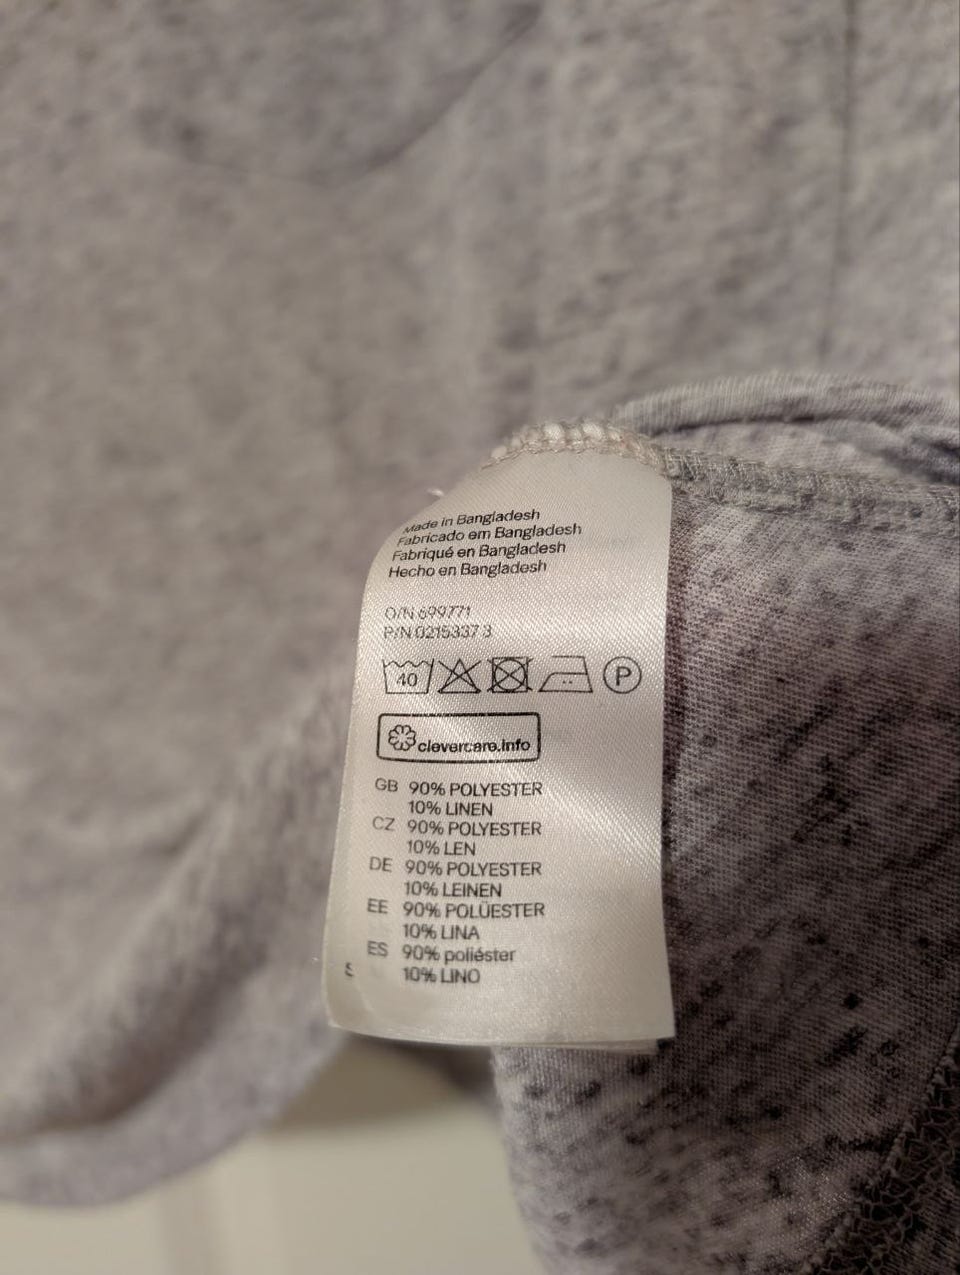 Made in Bangladesh
Fabricado em Bangladesh
Fabriqué en Bangladesh
Hecho en Bangladesh
O/N 699771
P/N 0215337 3
40 P
clevercare.info
GB 90% POLYESTER
10% LINEN
CZ 90% POLYESTER
10% LEN
DE 90% POLYESTER
10% LEINEN
EE 90% POLÜESTER
10% LINA
ES 90% poliéster
10% LINO
S